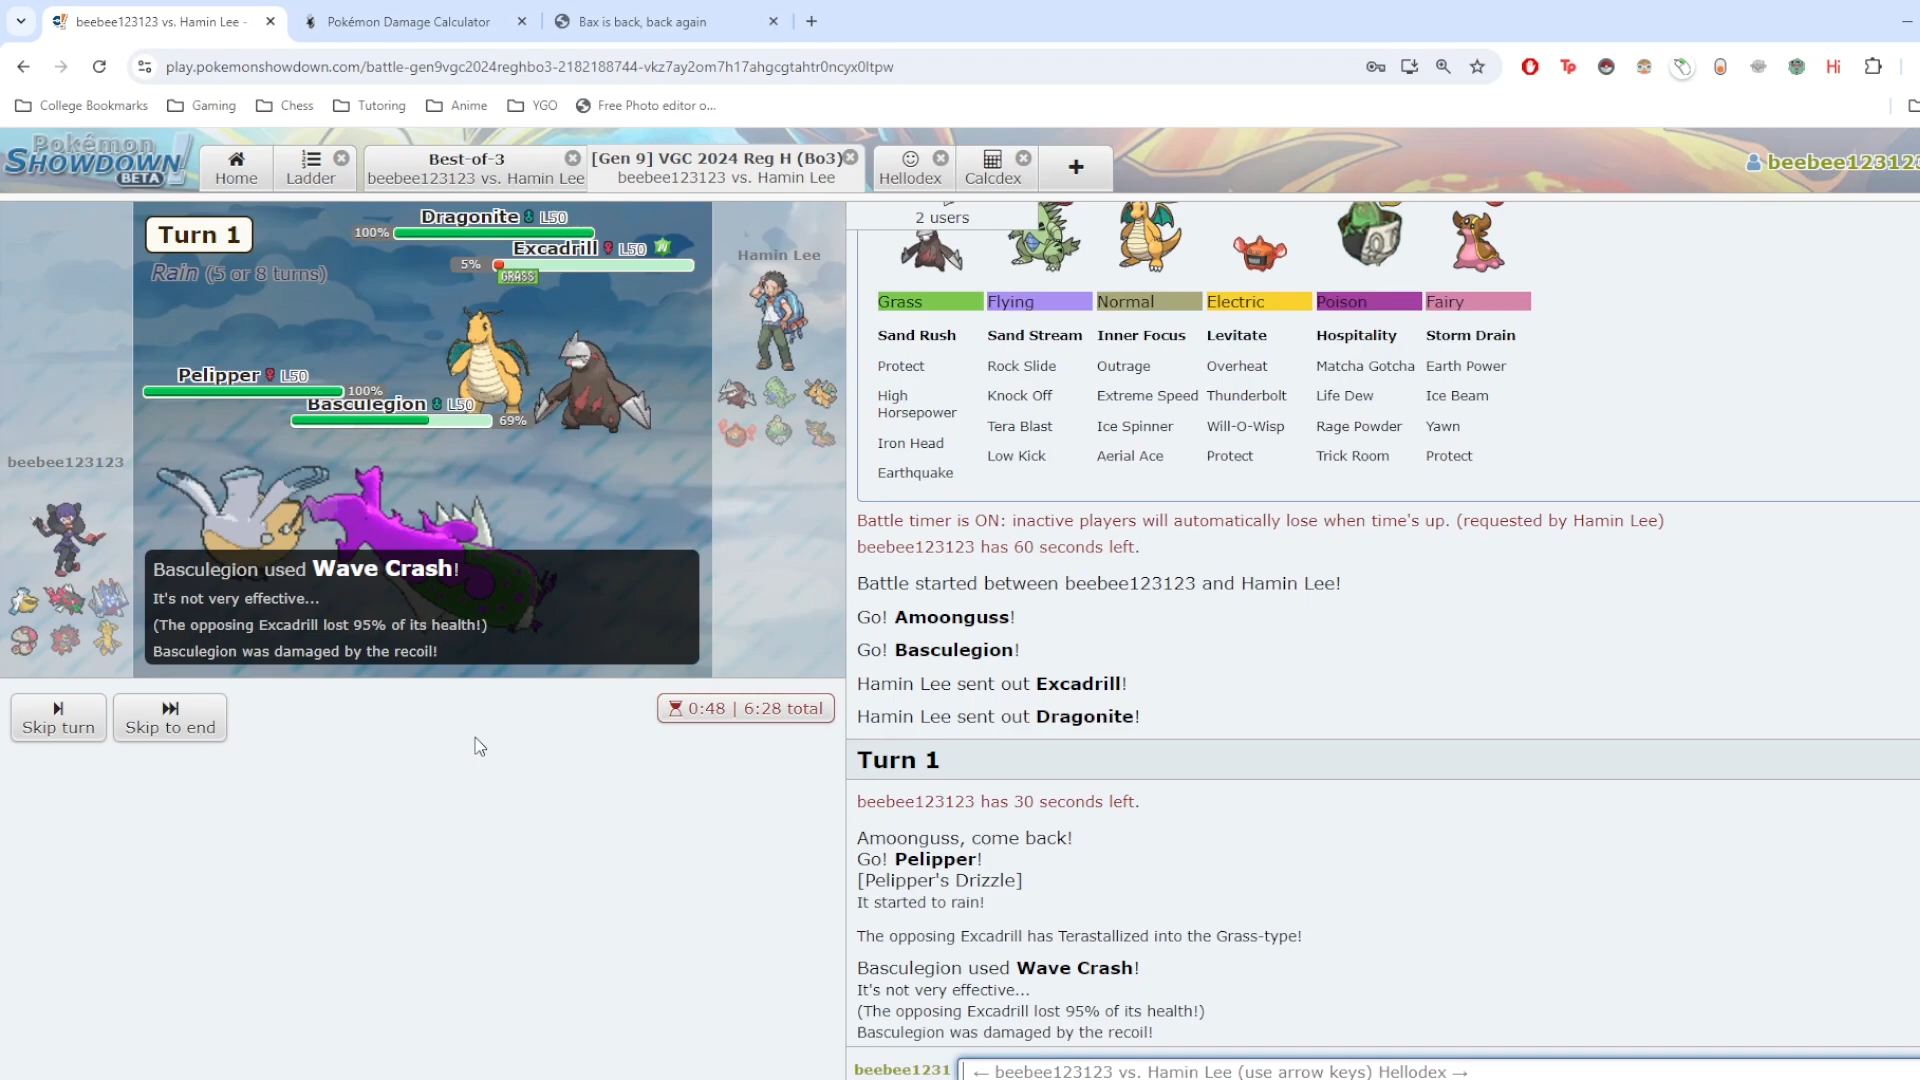 beebee123123 vs. Hamin Lee -
Pokémon Damage Calculator
Bax is back, back again
play.pokemonshowdown.com/battle-gen9vgc2024reghbo3-2182188744-vkz7ay2om7h17ahgcgtahtr0ncyx0ltpw
Tp
Hi
College Bookmarks
Gaming
Chess
Tutoring
Anime
YGO
Free Photo editor o...
Pokémon
SHOWDOWN!
BETA
Home
Ladder
Best-of-3
beebee123123 vs. Hamin Lee
[Gen 9] VGC 2024 Reg H (Bo3)
beebee123123 vs. Hamin Lee
Hellodex
Calcdex
beebee123123
Turn 1
Rain (5 or 8 turns)
Dragonite L50
100%
Excadrill L50
5%
GRASS
Pelipper L50
100%
Basculegion L50
69%
Hamin Lee
beebee123123
Basculegion used Wave Crash!
It's not very effective...
(The opposing Excadrill lost 95% of its health!)
Basculegion was damaged by the recoil!
Skip turn
Skip to end
0:48 | 6:28 total
2 users
Grass Flying Normal Electric Poison Fairy
Sand Rush Sand Stream Inner Focus Levitate Hospitality Storm Drain
Protect Rock Slide Outrage Overheat Matcha Gotcha Earth Power
High Horsepower Knock Off Extreme Speed Thunderbolt Life Dew Ice Beam
Iron Head Tera Blast Ice Spinner Will-O-Wisp Rage Powder Yawn
Earthquake Low Kick Aerial Ace Protect Trick Room Protect
Battle timer is ON: inactive players will automatically lose when time's up. (requested by Hamin Lee)
beebee123123 has 60 seconds left.
Battle started between beebee123123 and Hamin Lee!
Go! Amoonguss!
Go! Basculegion!
Hamin Lee sent out Excadrill!
Hamin Lee sent out Dragonite!
Turn 1
beebee123123 has 30 seconds left.
Amoonguss, come back!
Go! Pelipper!
[Pelipper's Drizzle]
It started to rain!
The opposing Excadrill has Terastallized into the Grass-type!
Basculegion used Wave Crash!
It's not very effective...
(The opposing Excadrill lost 95% of its health!)
Basculegion was damaged by the recoil!
beebee1231
← beebee123123 vs. Hamin Lee (use arrow keys) Hellodex →